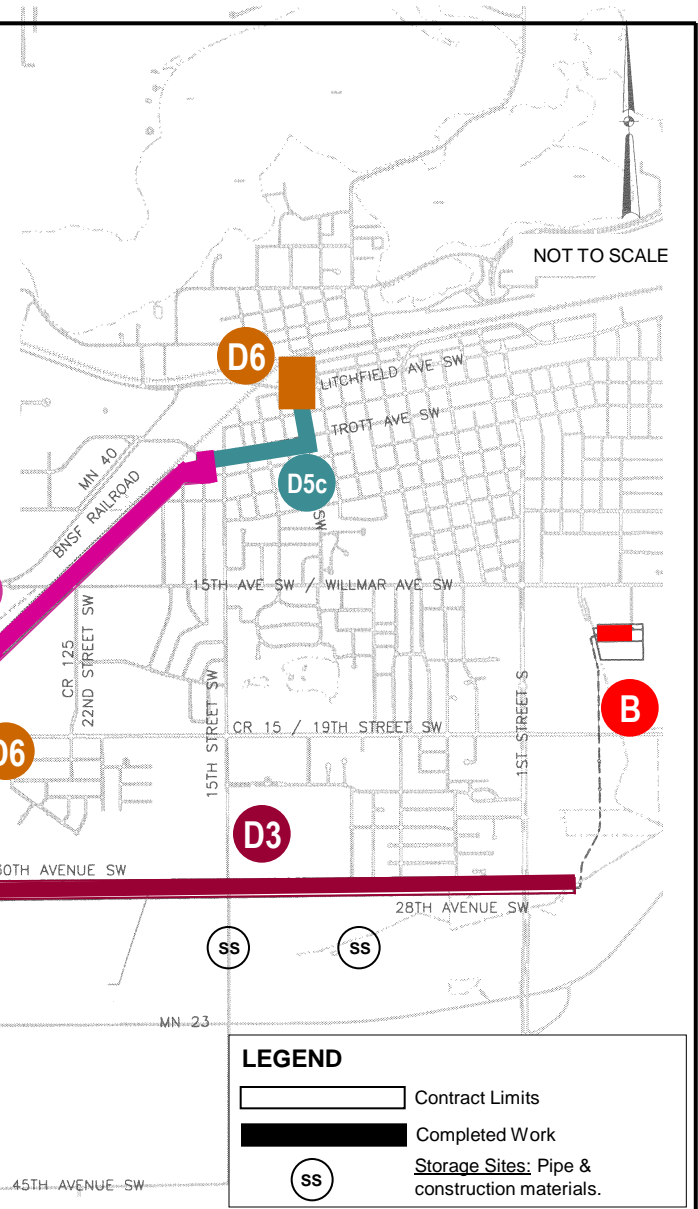 NOT TO SCALE
D6
LITCHFIELD AVE SW
TROTT AVE SW
MN 40
BNSF RAILROAD
D5c
SW
15TH AVE SW / WILLMAR AVE SW
CR 125
22ND STREET SW
15TH STREET SW
1ST STREET S
B
CR 15 / 19TH STREET SW
D6
D3
30TH AVENUE SW
28TH AVENUE SW
SS
SS
MN 23
LEGEND
Contract Limits
Completed Work
SS
Storage Sites: Pipe &
construction materials.
45TH AVENUE SW